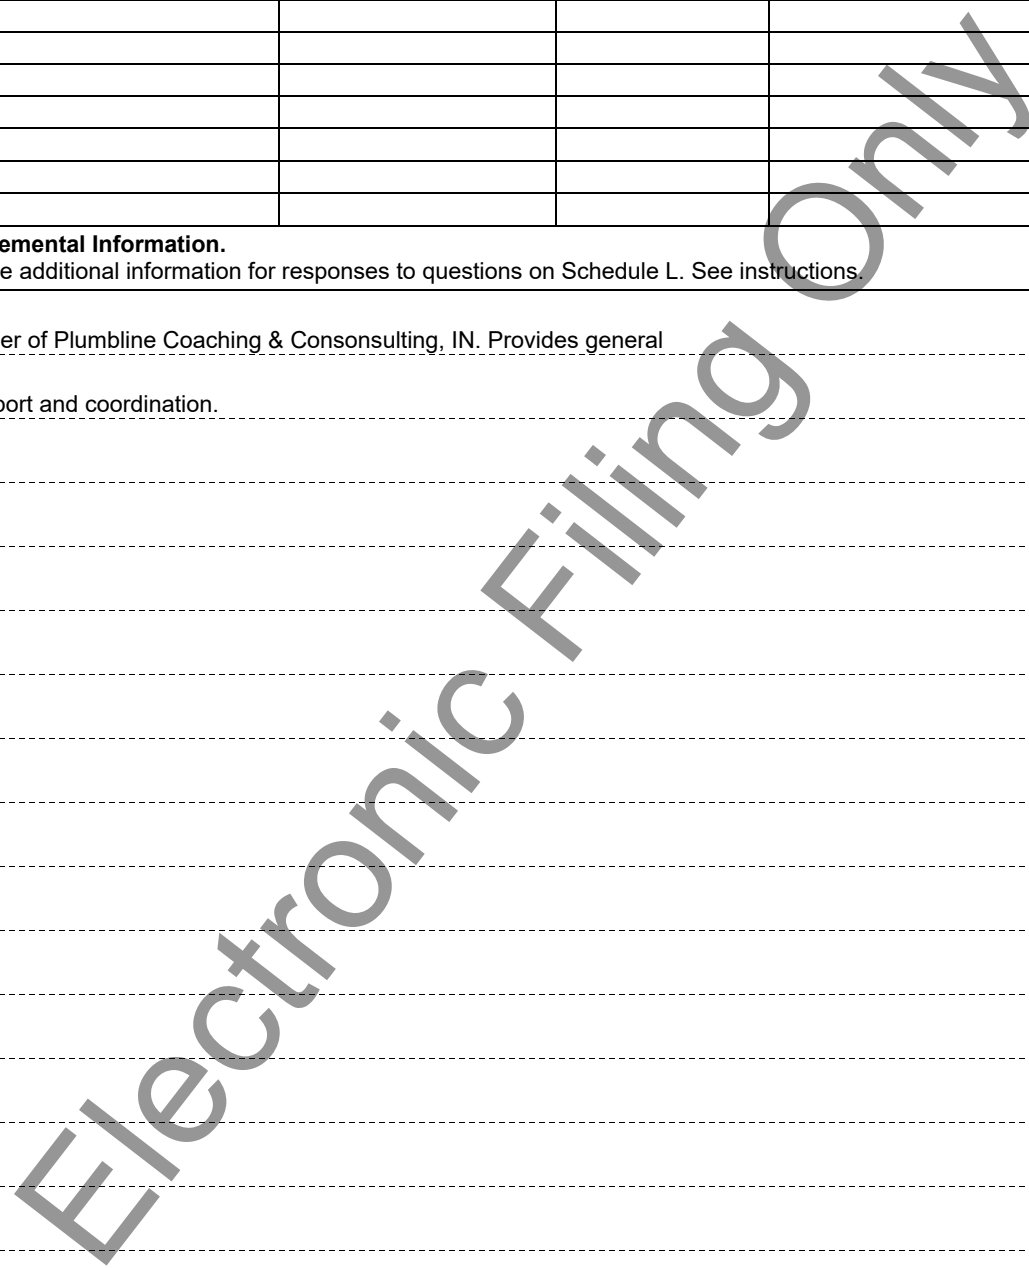 emental Information.
e additional information for responses to questions on Schedule L. See instructions.
er of Plumbline Coaching & Consonsulting, IN. Provides general
port and coordination.
Electronic Filing Only